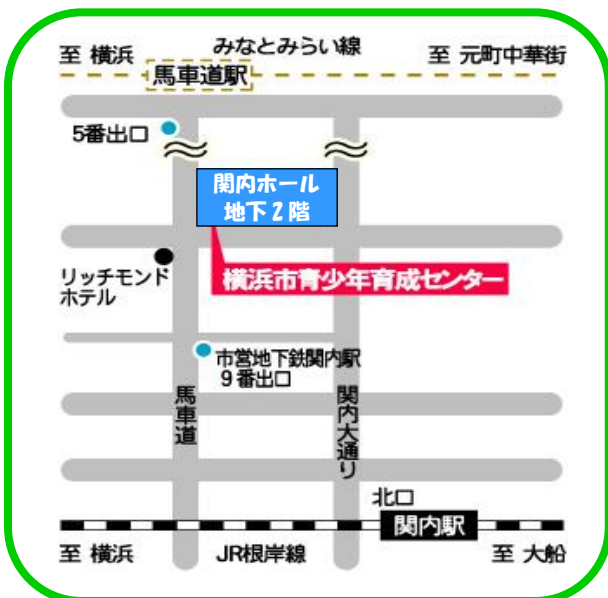 至 横浜
みなとみらい線
至 元町中華街
馬車道駅
5番出口
関内ホール
地下2階
リッチモンド
ホテル
横浜市青少年育成センター
市営地下鉄関内駅
9番出口
馬車道
関内大通り
北口
関内駅
至 横浜
JR根岸線
至 大船